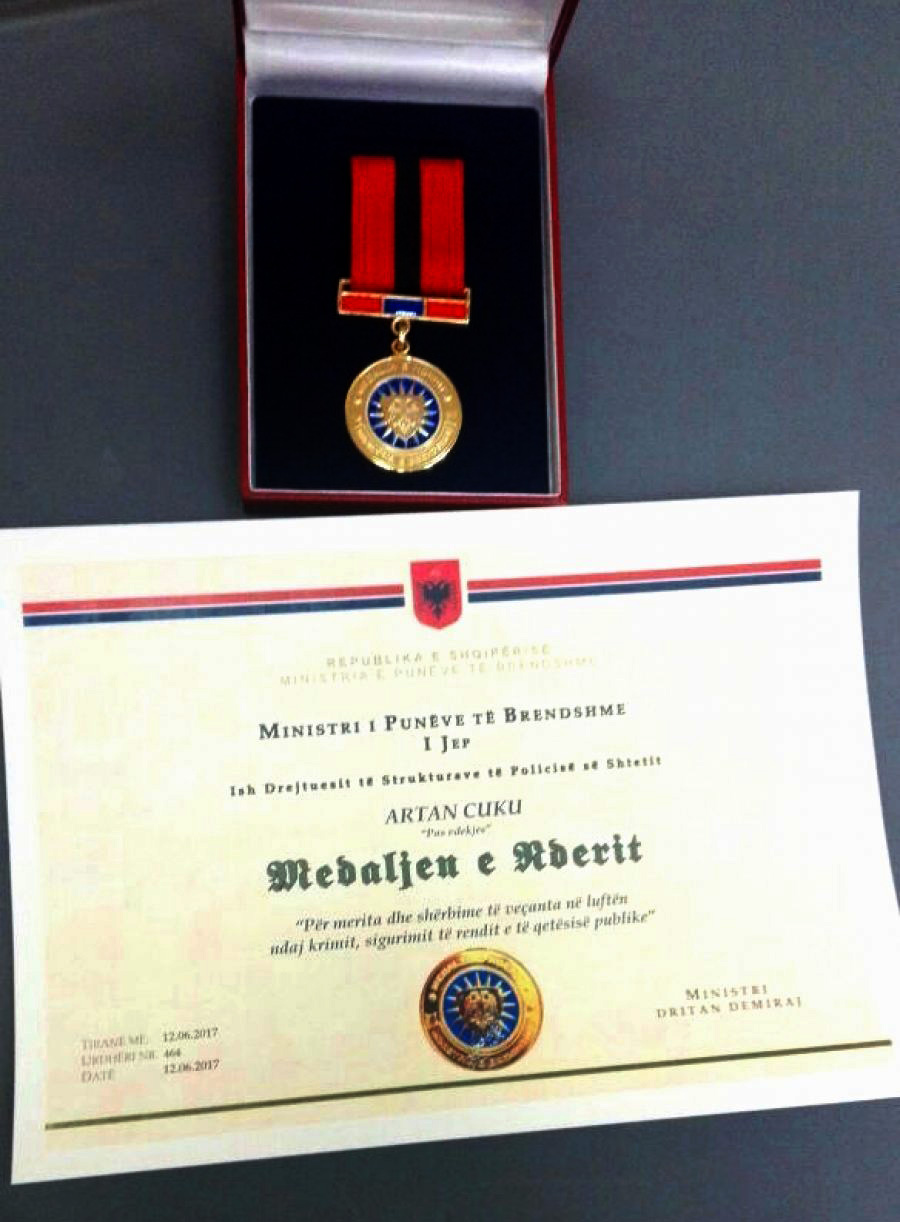 REPUBLIKA E SHQIPËRISË
MINISTRIA E PUNËVE TË BRENDSHME
MINISTRI I PUNËVE TË BRENDSHME
I JEP
Ish Drejtuesit të Strukturave të Policisë së Shtetit
ARTAN CUKU
"Pas vdekjes"
Medaljen e Nderit
"Për merita dhe shërbime të veçanta në luftën
ndaj krimit, sigurimit të rendit e të qetësisë publike"
MINISTRI
DRITAN DEMIRAJ
TIRANË MË 12.06.2017
URDHËRI NR. 464
DATË 12.06.2017